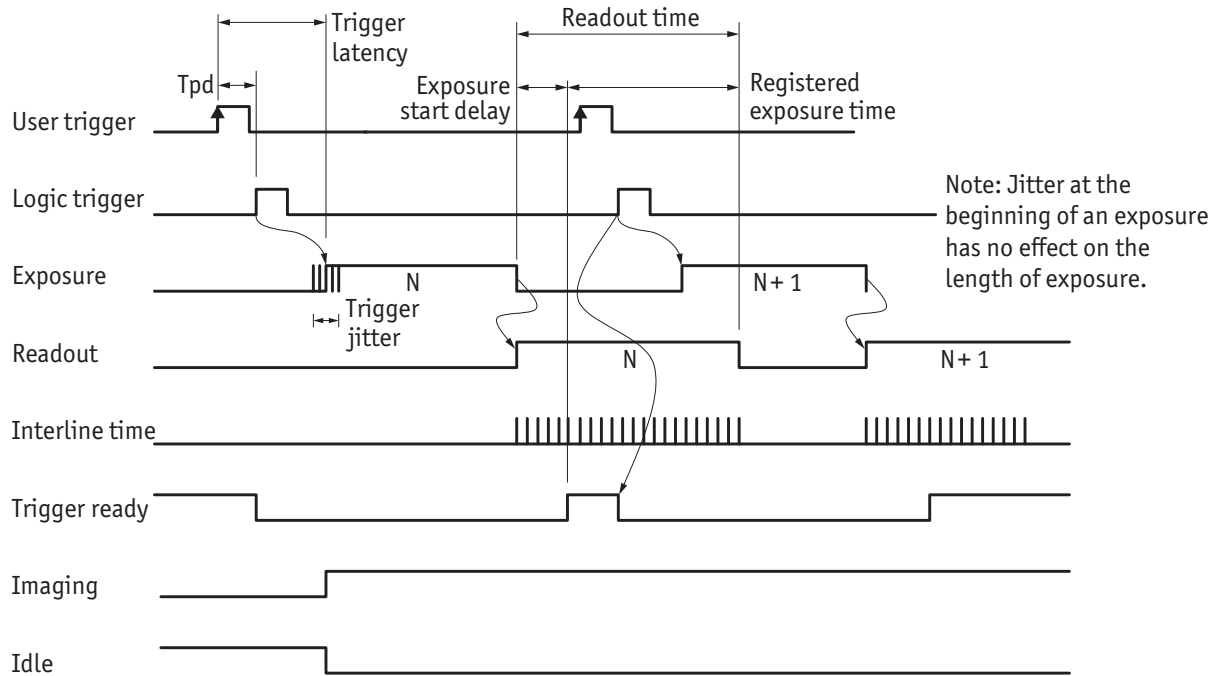 Trigger
latency
Readout time
Tpd
Exposure
start delay
Registered
exposure time
User trigger
Logic trigger
Note: Jitter at the
beginning of an exposure
has no effect on the
length of exposure.
Exposure
N
N + 1
Trigger
jitter
Readout
N
N + 1
Interline time
Trigger ready
Imaging
Idle